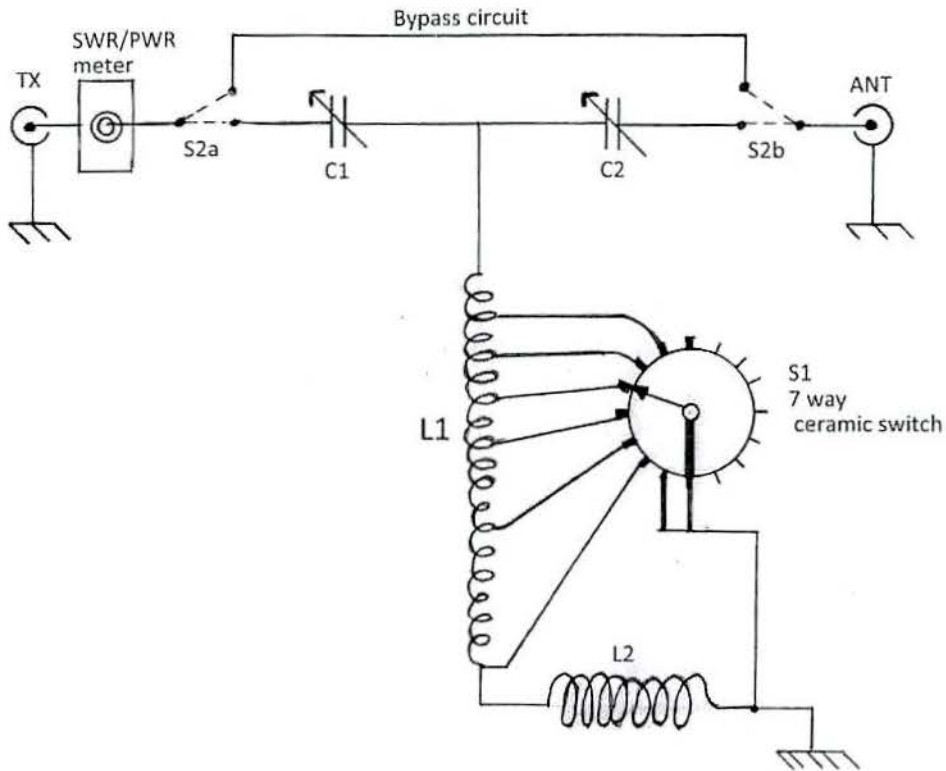 Bypass circuit
SWR/PWR
meter
TX
ANT
S2a
C1
C2
S2b
L1
S1
7 way
ceramic switch
L2